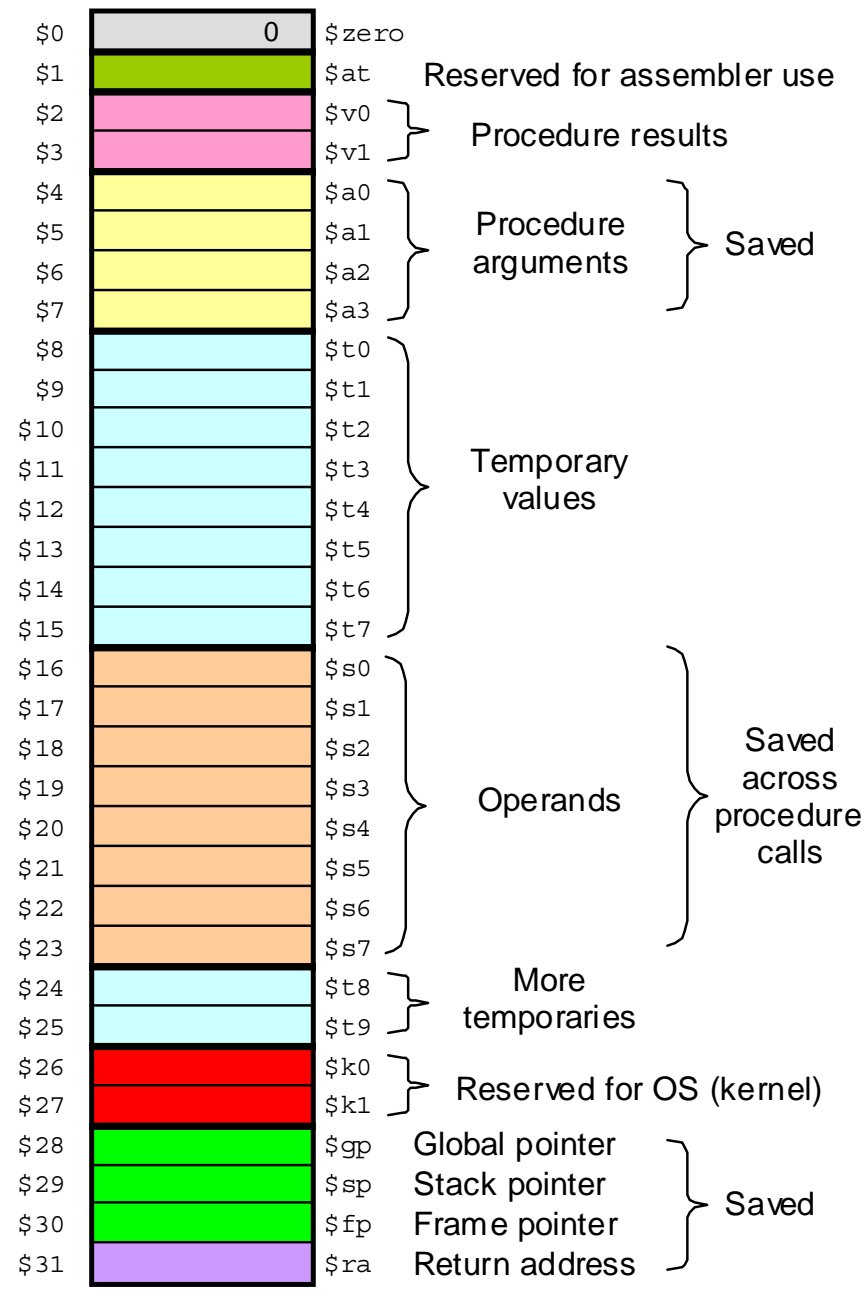 $0 0 $zero
$1 $at Reserved for assembler use
$2 $v0
Procedure results
$3 $v1
$4 $a0
$5 $a1 Procedure
arguments Saved
$6 $a2
$7 $a3
$8 $t0
$9 $t1
$10 $t2
$11 $t3 Temporary
values
$12 $t4
$13 $t5
$14 $t6
$15 $t7
$16 $s0
$17 $s1
$18 $s2
$19 $s3
Operands
$20 $s4
$21 $s5
$22 $s6
$23 $s7
Saved
across
procedure
calls
$24 $t8 More
$25 $t9 temporaries
$26 $k0
Reserved for OS (kernel)
$27 $k1
$28 $gp Global pointer
$29 $sp Stack pointer
$30 $fp Frame pointer
$31 $ra Return address
Saved